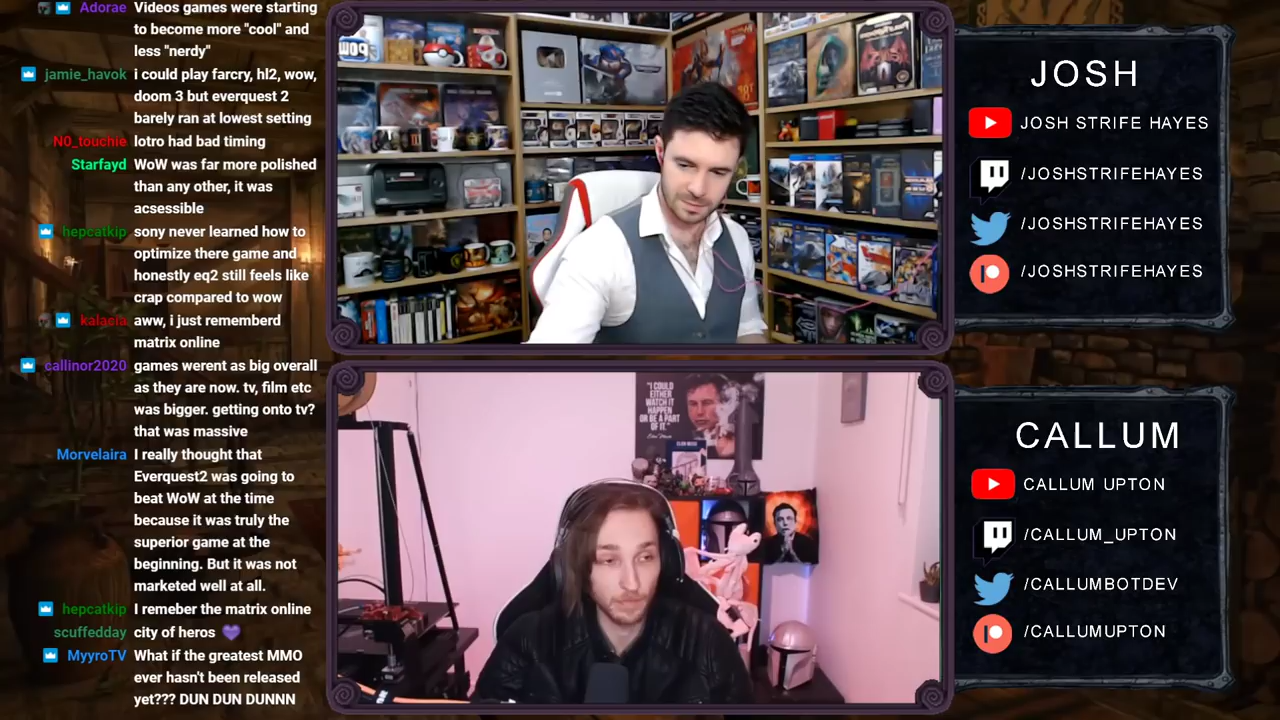 Adorae Videos games were starting
to become more "cool" and
less "nerdy"
jamie_havok i could play farcry, hl2, wow,
doom 3 but everquest 2
barely ran at lowest setting
N0_touchie lotro had bad timing
Starfayd WoW was far more polished
than any other, it was
acsessible
hepcatkip sony never learned how to
optimize there game and
honestly eq2 still feels like
crap compared to wow
kalacia aww, i just rememberd
matrix online
callinor2020 games werent as big overall
as they are now. tv, film etc
was bigger. getting onto tv?
that was massive
Morvelaira I really thought that
Everquest2 was going to
beat WoW at the time
because it was truly the
superior game at the
beginning. But it was not
marketed well at all.
hepcatkip I remeber the matrix online
scuffedday city of heros
MyyroTV What if the greatest MMO
ever hasn't been released
yet??? DUN DUN DUNNN
"I COULD
EITHER
WATCH IT
HAPPEN
OR BE A PART
OF IT."
JOSH
JOSH STRIFE HAYES
/JOSHSTRIFEHAYES
/JOSHSTRIFEHAYES
/JOSHSTRIFEHAYES
CALLUM
CALLUM UPTON
/CALLUM_UPTON
/CALLUMBOTDEV
/CALLUMUPTON